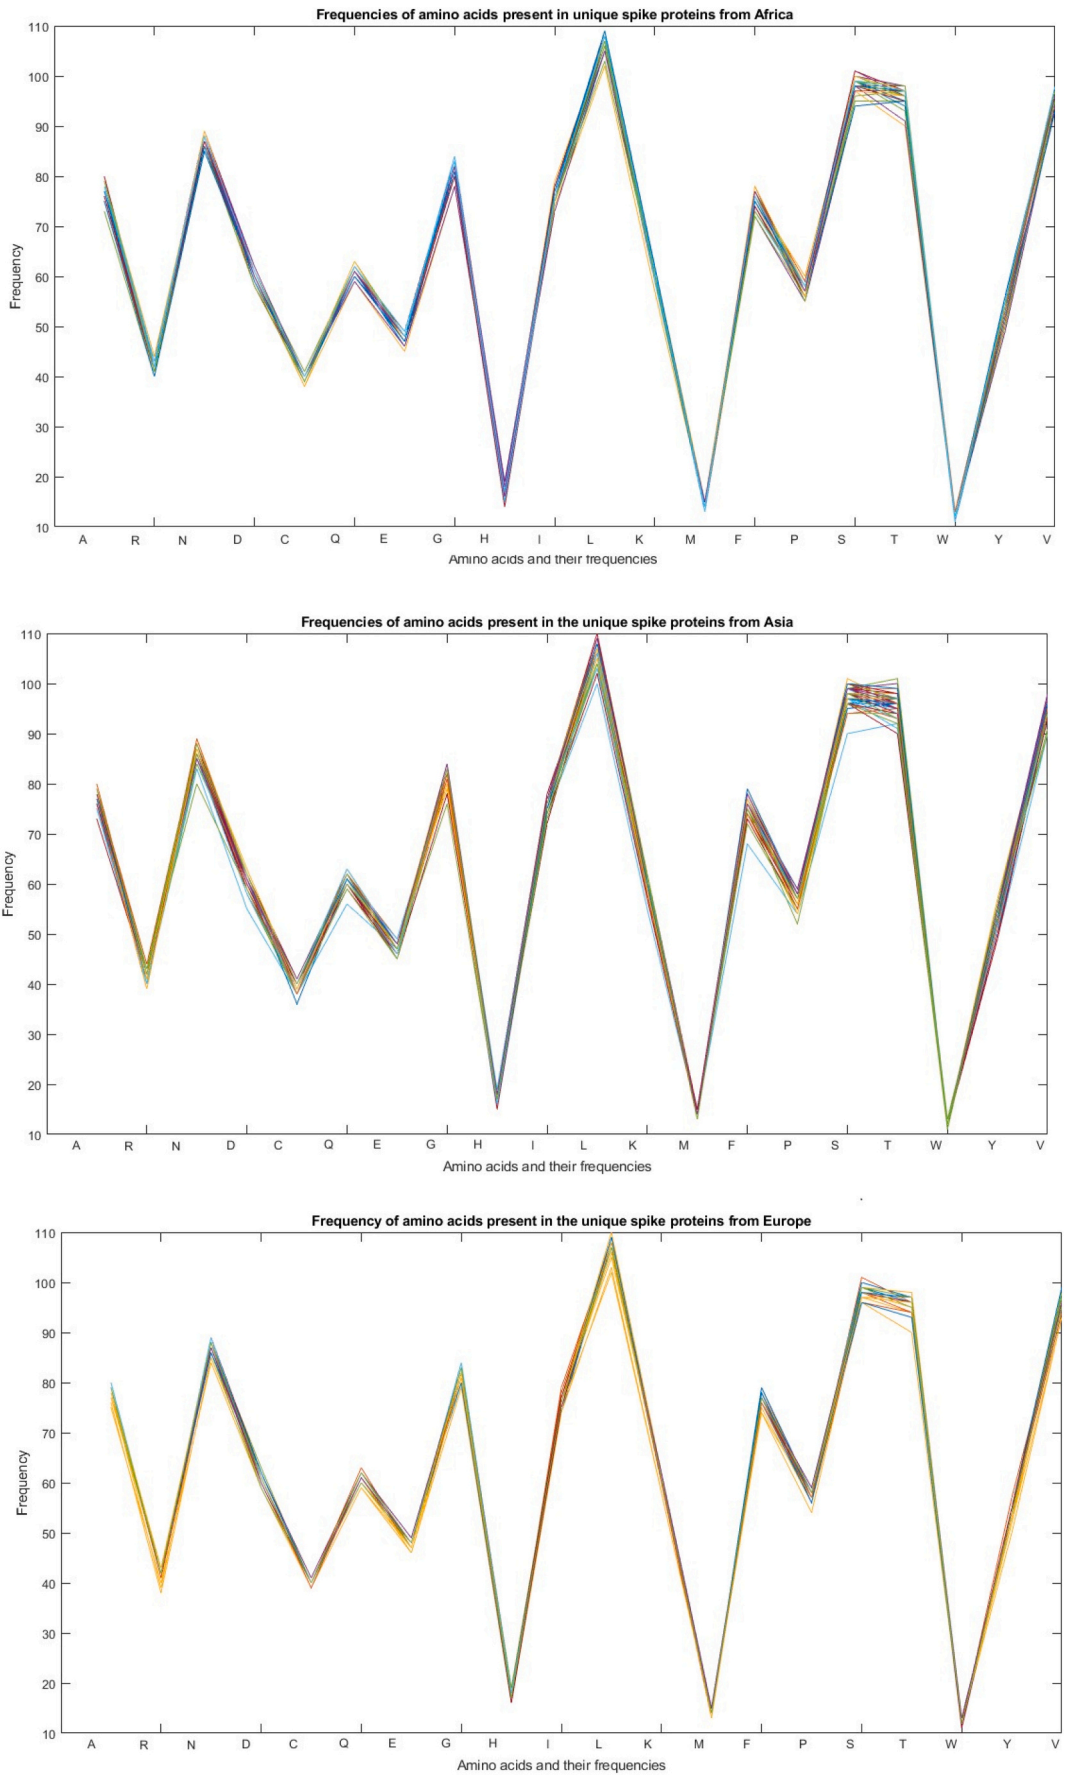 Frequencies of amino acids present in unique spike proteins from Africa
110
100
90
80
70
60
50
40
30
20
10
Frequency
A R N D C Q E G H I L K M F P S T W Y V
Amino acids and their frequencies
Frequencies of amino acids present in the unique spike proteins from Asia
110
100
90
80
70
60
50
40
30
20
10
Frequency
A R N D C Q E G H I L K M F P S T W Y V
Amino acids and their frequencies
Frequency of amino acids present in the unique spike proteins from Europe
110
100
90
80
70
60
50
40
30
20
10
Frequency
A R N D C Q E G H I L K M F P S T W Y V
Amino acids and their frequencies